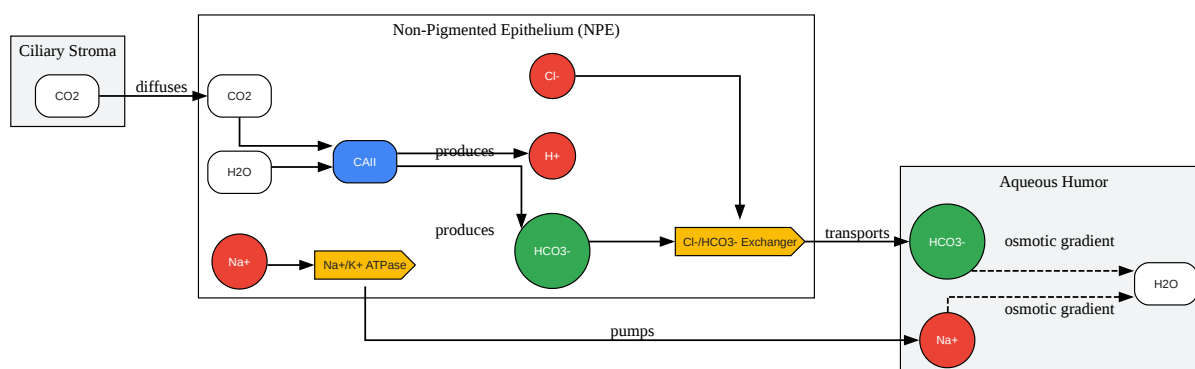 Non-Pigmented Epithelium (NPE)
Ciliary Stroma
CO2
diffuses
CO2
Cl-
H2O
CAII
produces
H+
Aqueous Humor
produces
Na+
Na+/K+ ATPase
HCO3-
Cl-/HCO3- Exchanger
transports
HCO3-
osmotic gradient
H2O
osmotic gradient
pumps
Na+